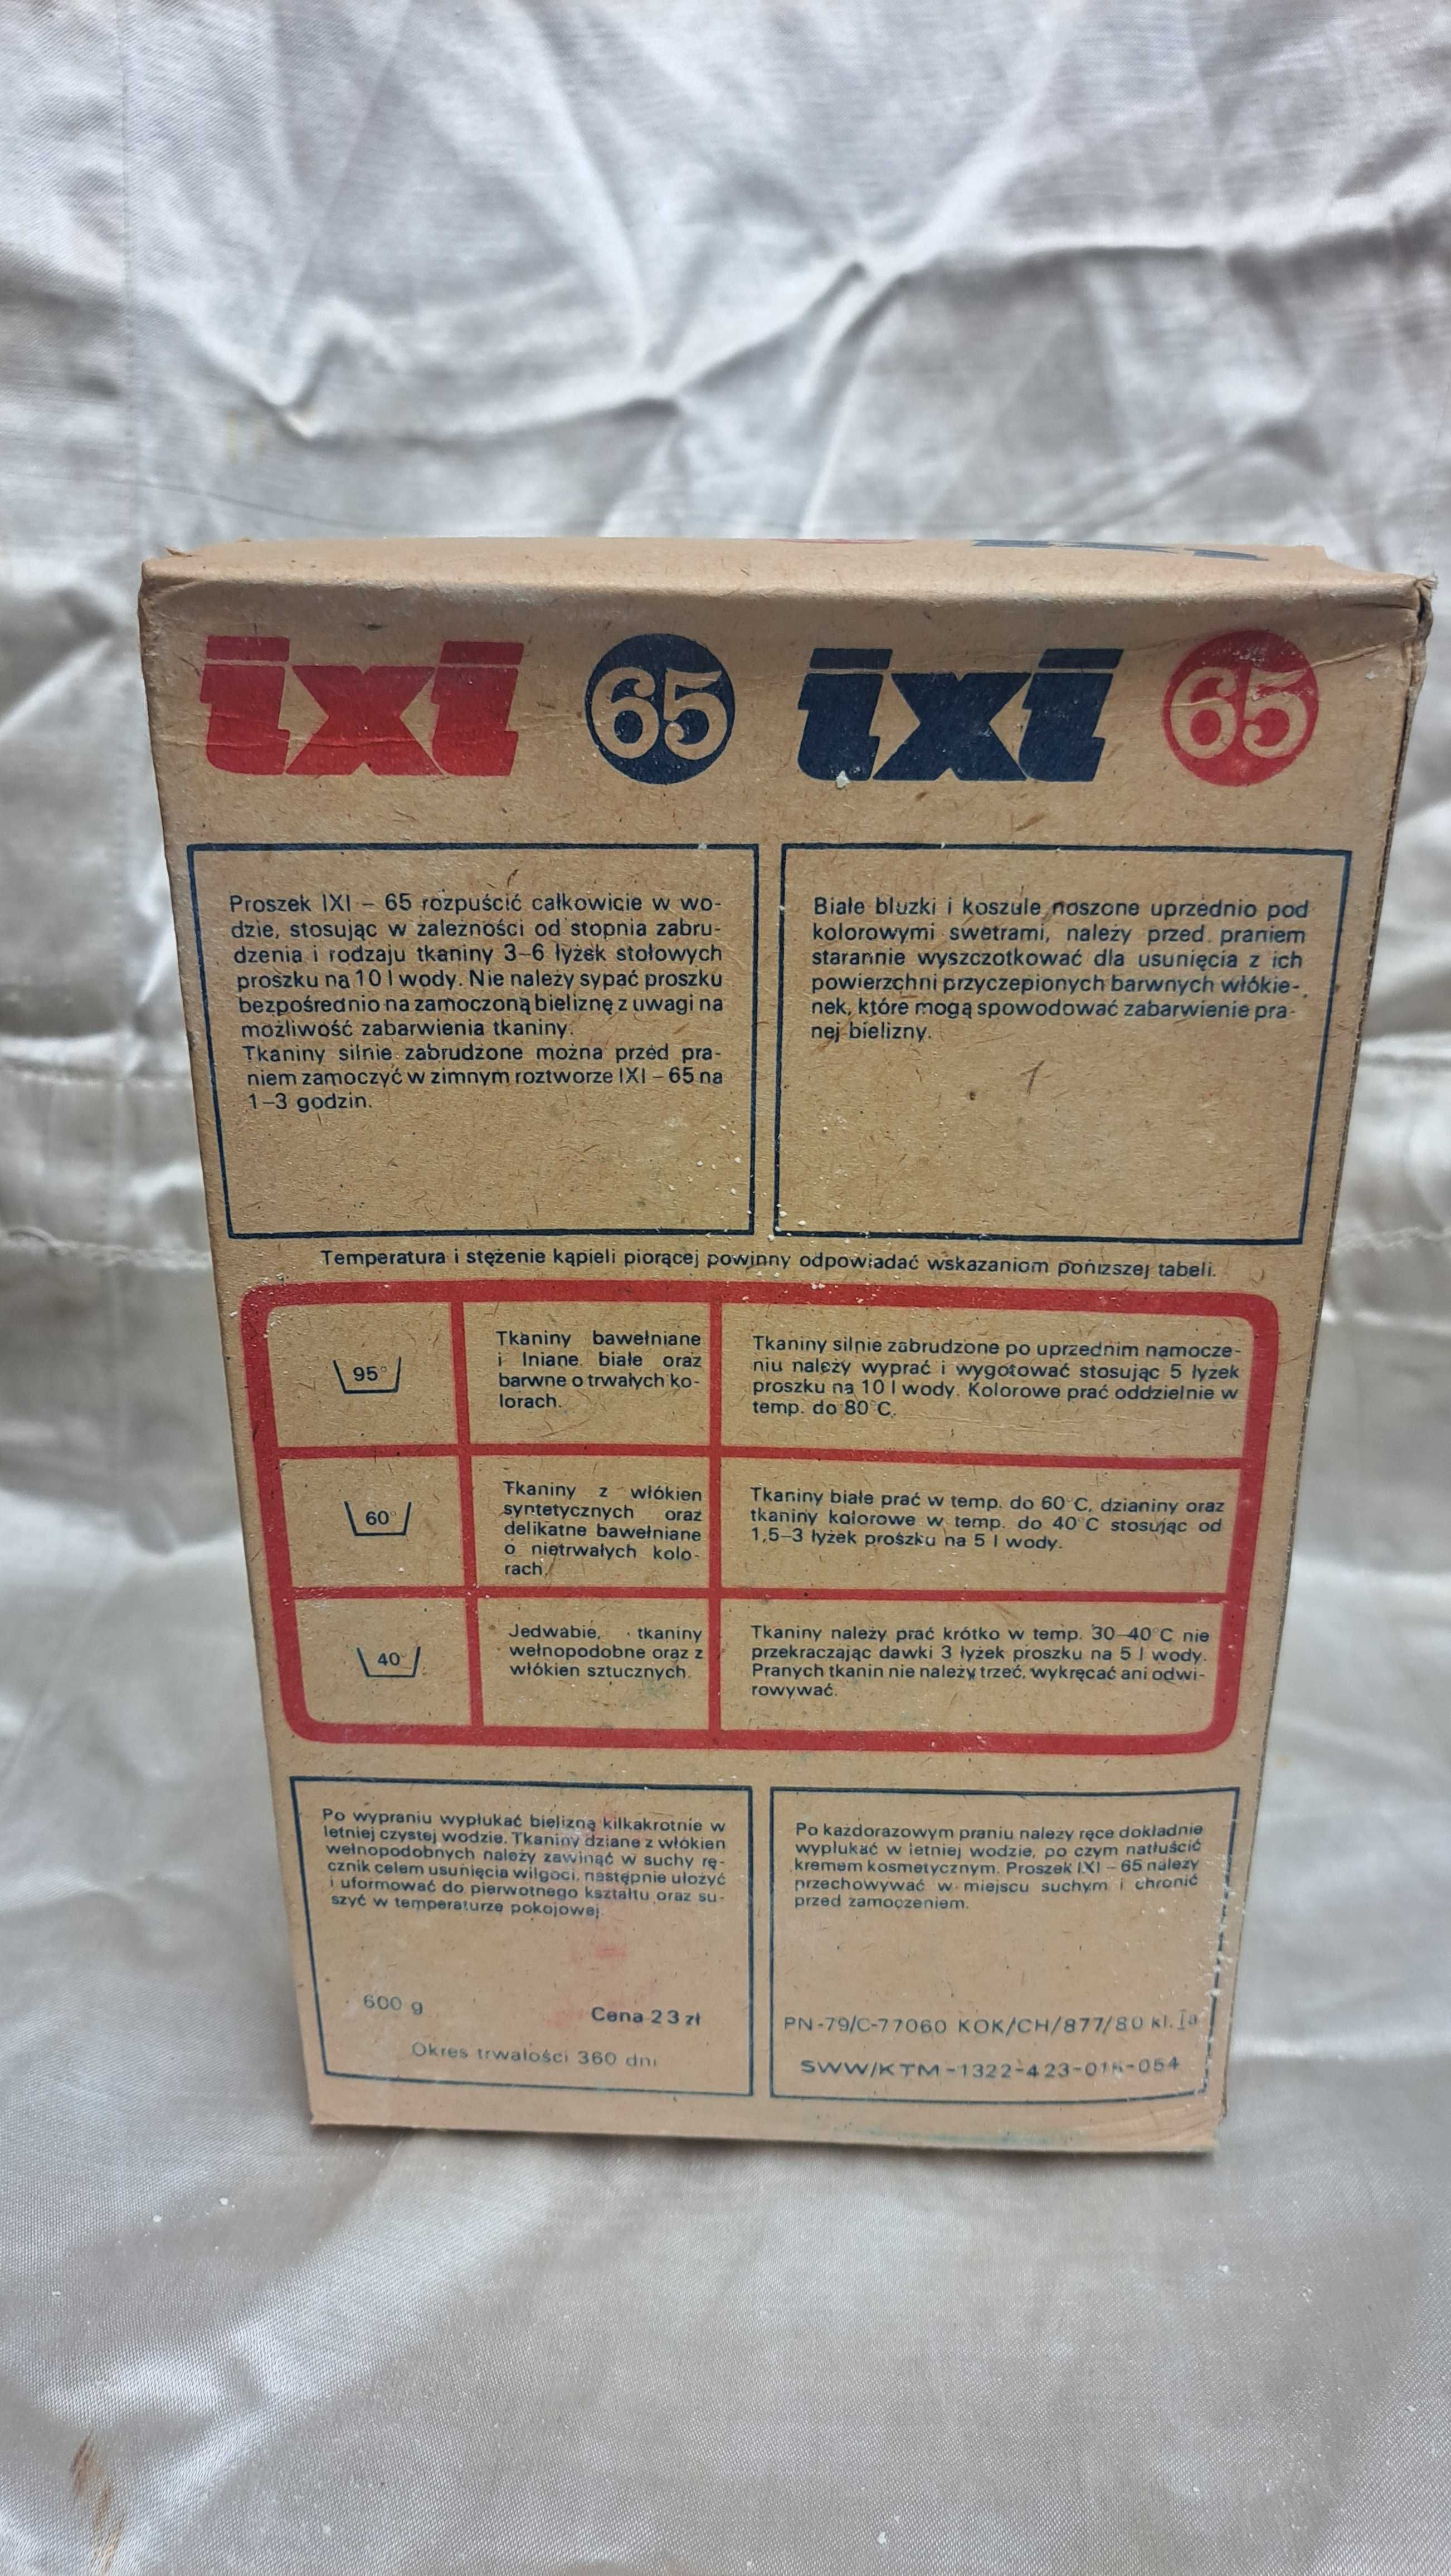 ixi 65 ixi 65
Proszek IXI – 65 rozpuścić całkowicie w wo-
dzie, stosując w zależności od stopnia zabru-
dzenia i rodzaju tkaniny 3–6 łyżek stołowych
proszku na 10 l wody. Nie należy sypać proszku
bezpośrednio na zamoczoną bieliznę z uwagi na
możliwość zabarwienia tkaniny.
Tkaniny silnie zabrudzone można przed pra-
niem zamoczyć w zimnym roztworze IXI – 65 na
1–3 godzin.
Białe bluzki i koszule noszone uprzednio pod
kolorowymi swetrami, należy przed praniem
starannie wyszczotkować dla usunięcia z ich
powierzchni przyczepionych barwnych włókie-
nek, które mogą spowodować zabarwienie pra-
nej bielizny.
Temperatura i stężenie kąpieli piorącej powinny odpowiadać wskazaniom poniższej tabeli.
95°
Tkaniny bawełniane
i lniane białe oraz
barwne o trwałych ko-
lorach.
Tkaniny silnie zabrudzone po uprzednim namocze-
niu należy wyprać i wygotować stosując 5 łyżek
proszku na 10 l wody. Kolorowe prać oddzielnie w
temp. do 80°C.
60°
Tkaniny z włókien
syntetycznych oraz
delikatne bawełniane
o nietrwałych kolo-
rach.
Tkaniny białe prać w temp. do 60°C, dzianiny oraz
tkaniny kolorowe w temp. do 40°C stosując od
1,5–3 łyżek proszku na 5 l wody.
40°
Jedwabie, tkaniny
wełnopodobne oraz z
włókien sztucznych.
Tkaniny należy prać krótko w temp. 30–40°C nie
przekraczając dawki 3 łyżek proszku na 5 l wody.
Pranych tkanin nie należy trzeć, wykręcać ani odwi-
rowywać.
Po wypraniu wypłukać bieliznę kilkakrotnie w
letniej czystej wodzie. Tkaniny dziane z włókien
wełnopodobnych należy zawinąć w suchy rę-
cznik celem usunięcia wilgoci, następnie ułożyć
i uformować do pierwotnego kształtu oraz su-
szyć w temperaturze pokojowej.
600 g Cena 23 zł
Okres trwałości 360 dni
Po każdorazowym praniu należy ręce dokładnie
wypłukać w letniej wodzie, po czym natłuścić
kremem kosmetycznym. Proszek IXI – 65 należy
przechowywać w miejscu suchym i chronić
przed zamoczeniem.
PN-79/C-77060 KOK/CH/877/80 kl. Ia